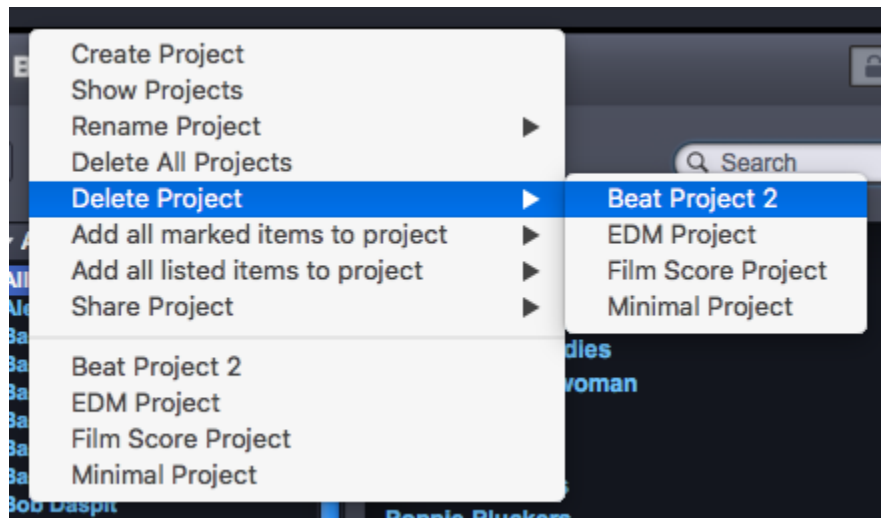 Create Project
Show Projects
Rename Project
Delete All Projects
Search
Delete Project
Beat Project 2
Add all marked items to project
EDM Project
Add all listed items to project
Film Score Project
Share Project
Minimal Project
Beat Project 2
EDM Project
Film Score Project
Minimal Project
All
Bob Daspit